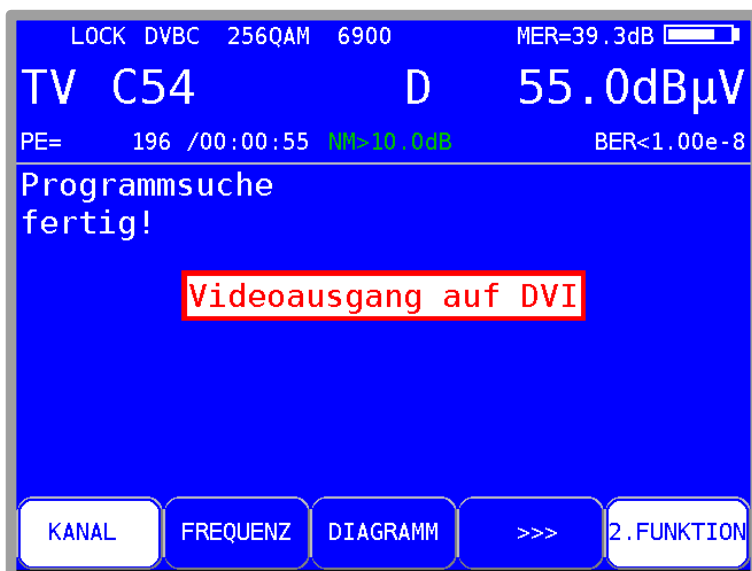 LOCK DVBC 256QAM 6900 MER=39.3dB
TV C54 D 55.0dBµV
PE= 196 /00:00:55 NM>10.0dB BER<1.00e-8
Programmsuche
fertig!
Videoausgang auf DVI
KANAL FREQUENZ DIAGRAMM >>> 2.FUNKTION